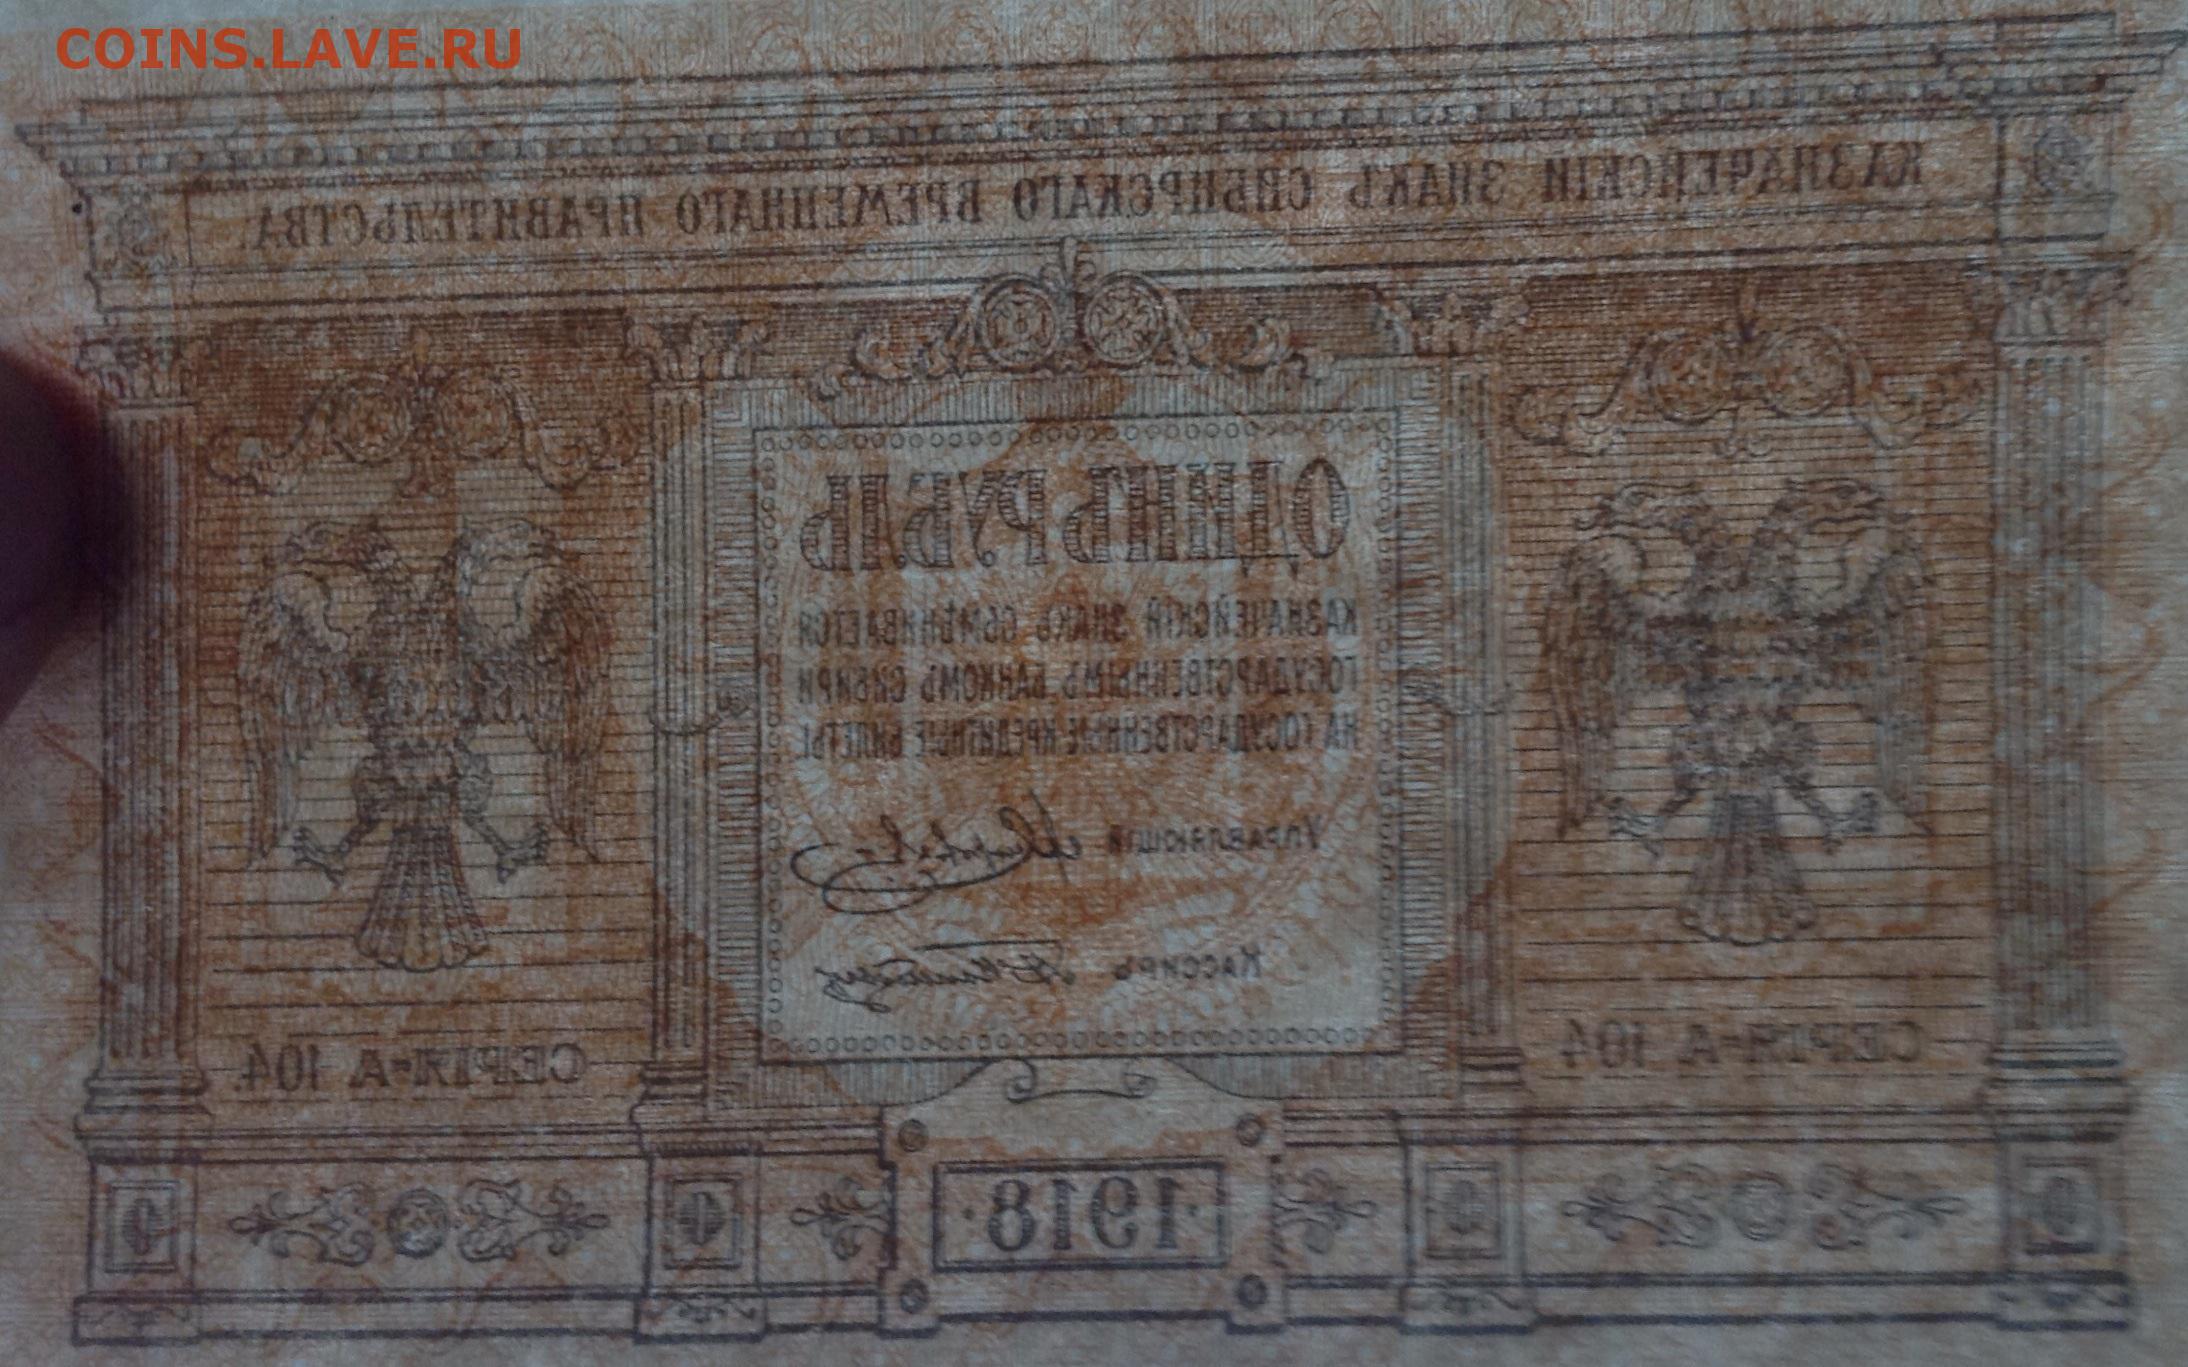 COINS.LAVE.RU
КАЗНАЧЕЙСКІЙ ЗНАКЪ СИБИРСКАГО ВРЕМЕННАГО ПРАВИТЕЛЬСТВА.
ОДИНЪ РУБЛЬ
КАЗНАЧЕЙСКІЙ ЗНАКЪ ОБМѢНИВАЕТСЯ
ГОСУДАРСТВЕННЫМЪ БАНКОМЪ СИБИРИ
НА ГОСУДАРСТВЕННЫЕ КРЕДИТНЫЕ БИЛЕТЫ
УПРАВЛЯЮЩІЙ
КАССИРЪ
СЕРІЯ-А 104
СЕРІЯ-А 104.
·1918·